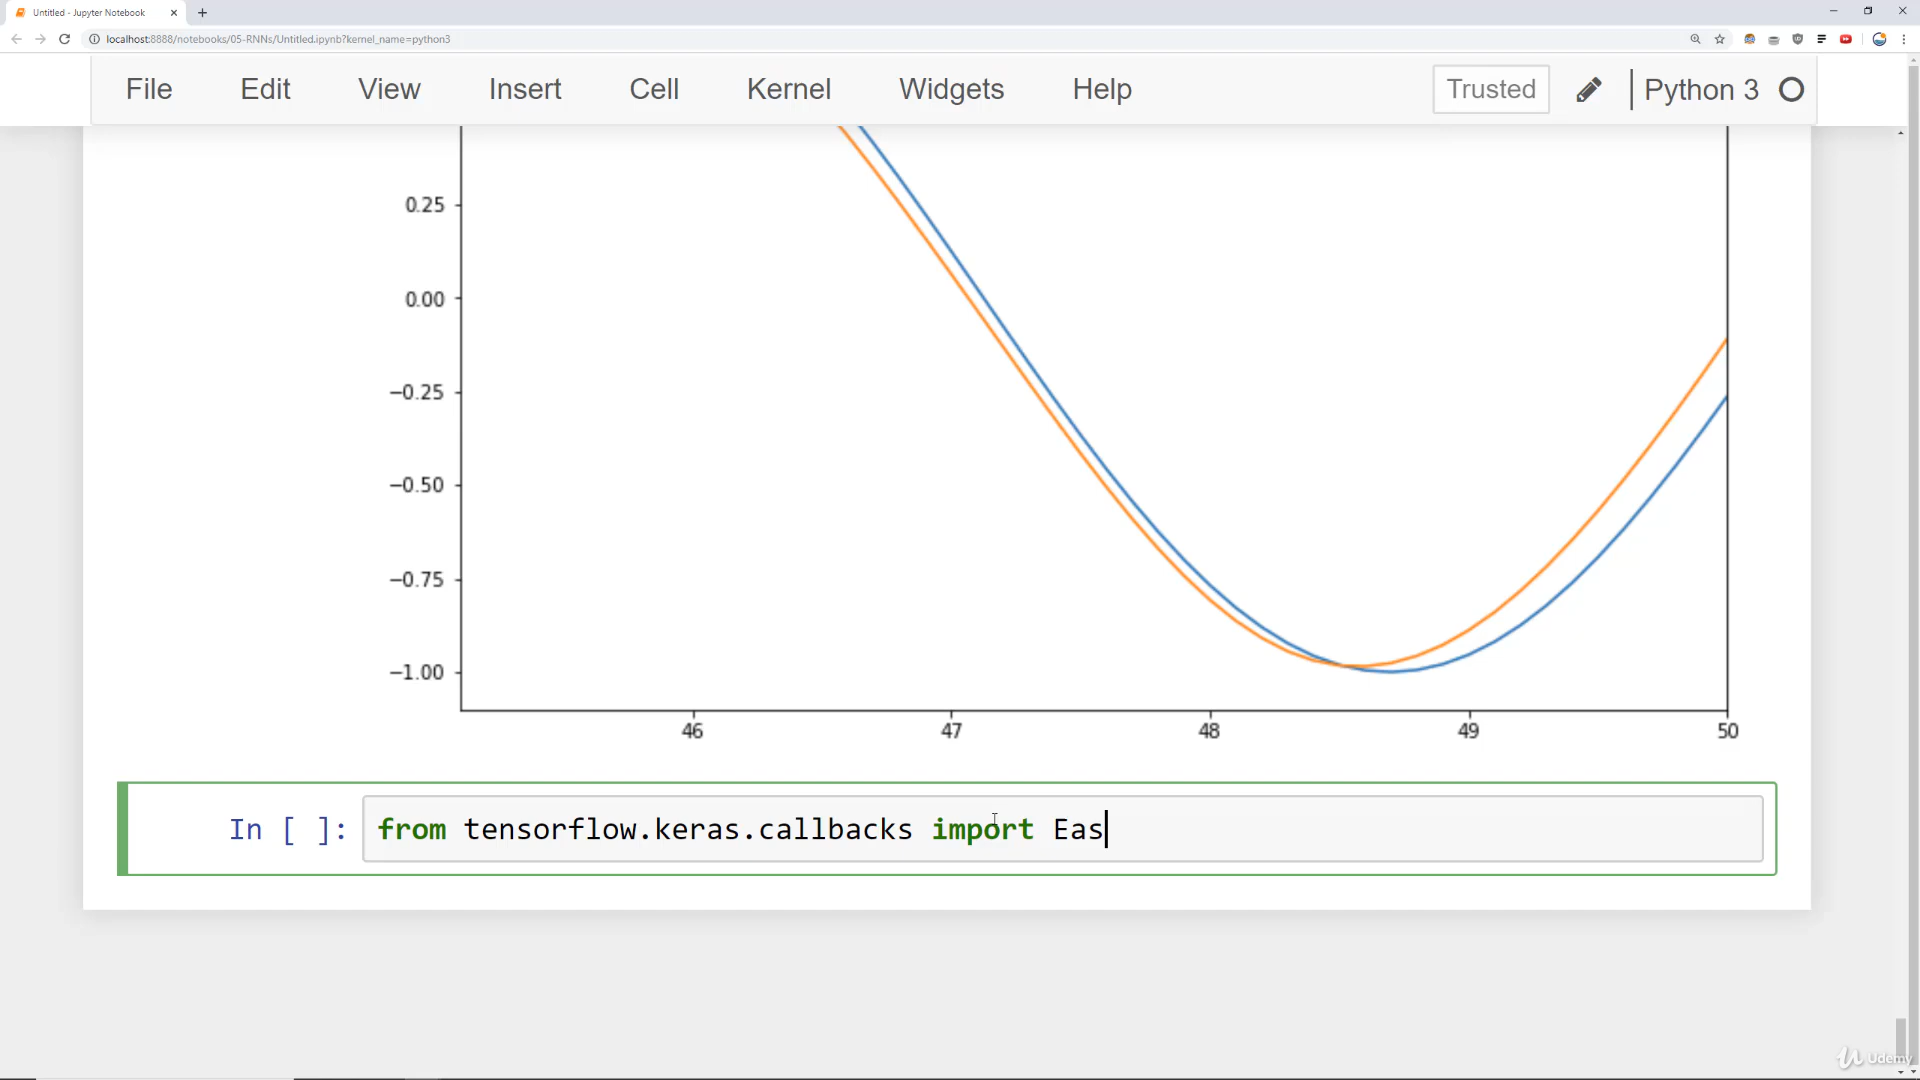 Untitled - Jupyter Notebook
localhost:8888/notebooks/05-RNNs/Untitled.ipynb?kernel_name=python3
File Edit View Insert Cell Kernel Widgets Help Trusted Python 3
0.25
0.00
−0.25
−0.50
−0.75
−1.00
46 47 48 49 50
In [ ]: from tensorflow.keras.callbacks import Eas
Udemy